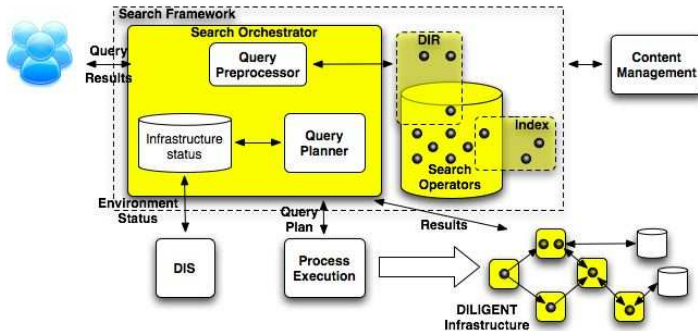 Search Framework
Search Orchestrator
Query
Results
Query
Preprocessor
DIR
Content
Management
Infrastructure
status
Query
Planner
Index
Search
Operators
Environment
Status
Query
Plan
Results
DIS
Process
Execution
DILIGENT
Infrastructure